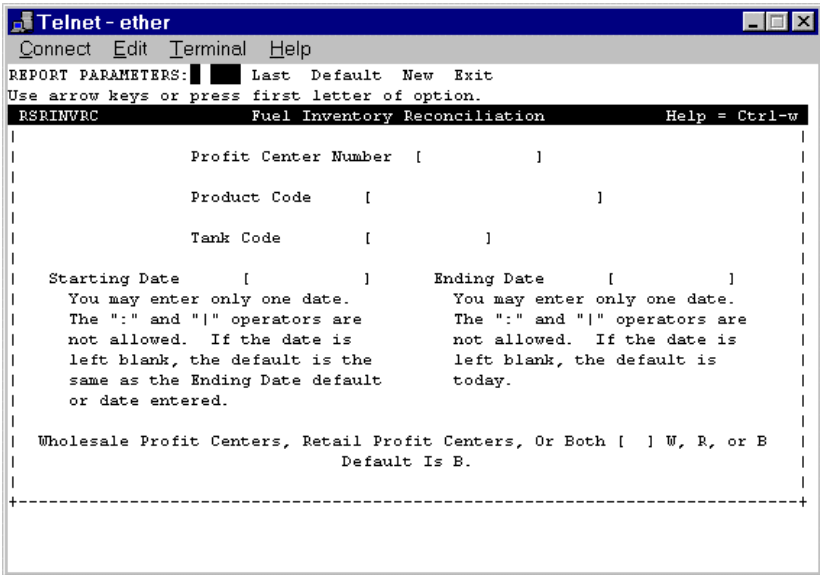 Telnet - ether
Connect Edit Terminal Help
REPORT PARAMETERS: Last Default New Exit
Use arrow keys or press first letter of option.
RSRINVRC Fuel Inventory Reconciliation Help = Ctrl-w
Profit Center Number [ ]
Product Code [ ]
Tank Code [ ]
Starting Date [ ] Ending Date [ ]
You may enter only one date. You may enter only one date.
The ":" and "|" operators are The ":" and "|" operators are
not allowed. If the date is not allowed. If the date is
left blank, the default is the left blank, the default is
same as the Ending Date default today.
or date entered.
Wholesale Profit Centers, Retail Profit Centers, Or Both [ ] W, R, or B
Default Is B.